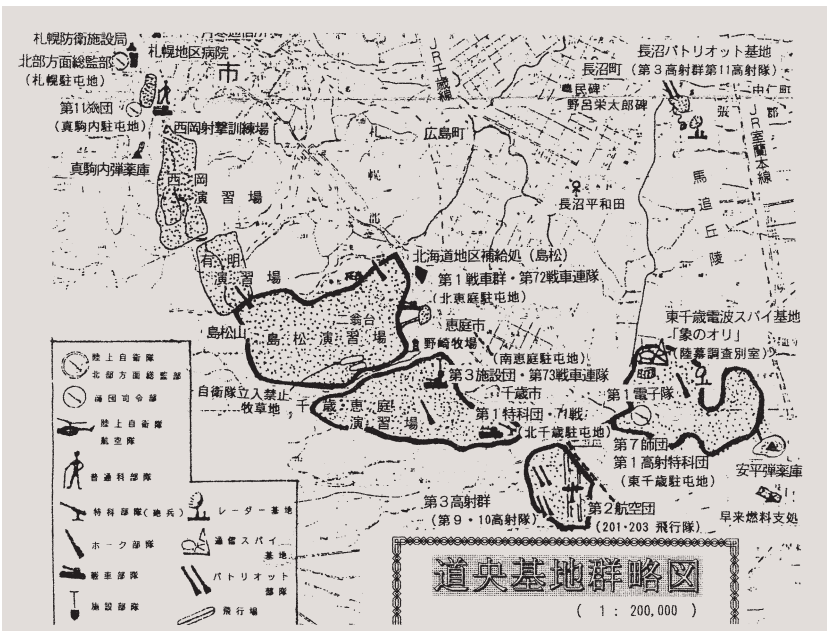 札幌防衛施設局
北部方面総監部
(札幌駐屯地)
札幌地区病院
市
第11旅団
(真駒内駐屯地)
西岡射撃訓練場
真駒内弾薬庫
西岡
演習場
有明
演習場
JR千歳線
札幌郡
広島町
長沼パトリオット基地
長沼町
(第3高射群第11高射隊)
農民碑
野呂栄太郎碑
長沼平和田
馬追丘陵
JR室蘭本線
北海道地区補給処(島松)
第1戦車群・第72戦車連隊
(北恵庭駐屯地)
二翁台
島松山
島松演習場
恵庭市
野崎牧場
(南恵庭駐屯地)
第3施設団・第73戦車連隊
自衛隊立入禁止
牧草地
千歳・恵庭
演習場
千歳市
第1特科団・71戦
(北千歳駐屯地)
東千歳電波スパイ基地
「象のオリ」
(陸幕調査別室)
第1電子隊
第7師団
第1高射特科団
(東千歳駐屯地)
安平弾薬庫
早来燃料支処
第3高射群
(第9・10高射隊)
第2航空団
(201・203 飛行隊)
陸上自衛隊
北部方面総監部
師団司令部
陸上自衛隊
航空隊
普通科部隊
特科部隊(砲兵)
ホーク部隊
戦車部隊
施設部隊
レーダー基地
通信スパイ
基地
パトリオット
部隊
飛行場
道央基地群略図
( 1 : 200,000 )